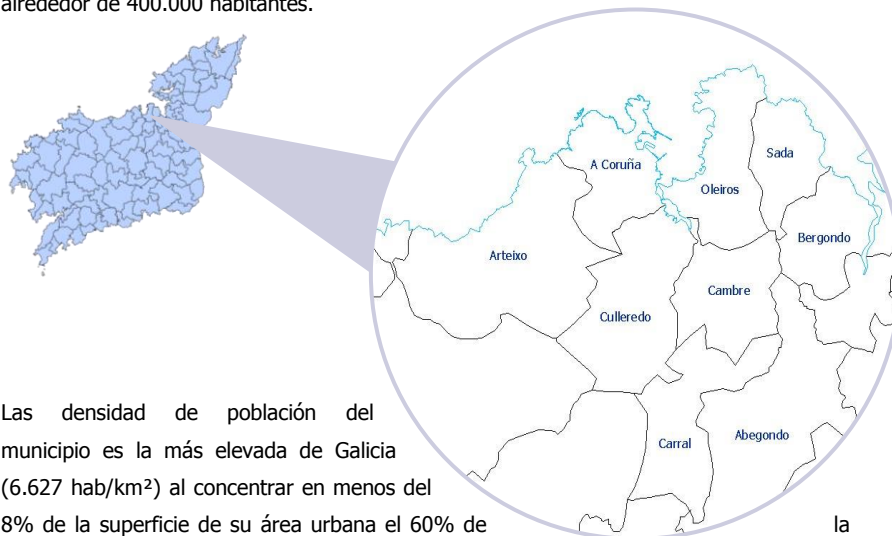 alrededor de 400.000 habitantes.
A Coruña
Sada
Oleiros
Bergondo
Arteixo
Cambre
Culleredo
Carral
Abegondo
Las densidad de población del
municipio es la más elevada de Galicia
(6.627 hab/km²) al concentrar en menos del
8% de la superficie de su área urbana el 60% de la